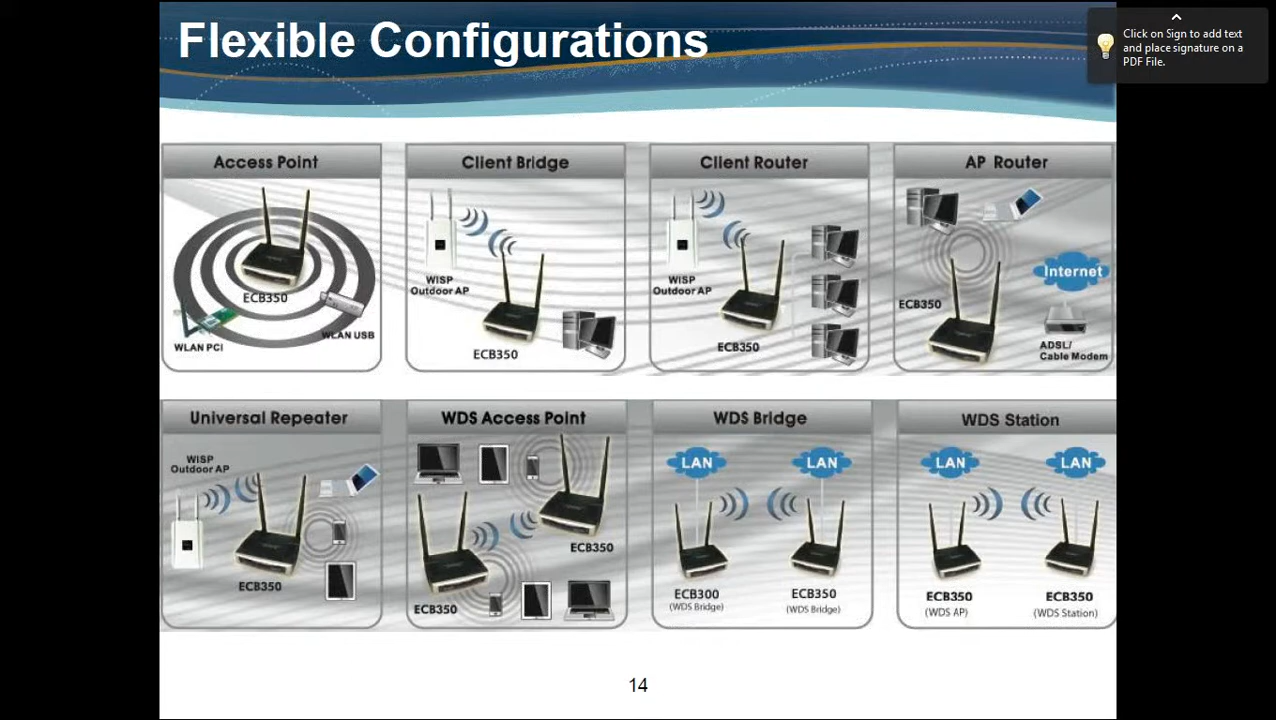 Flexible Configurations
Click on Sign to add text
and place signature on a
PDF File.
Access Point
ECB350
WLAN PCI
WLAN USB
Client Bridge
WISP
Outdoor AP
ECB350
Client Router
WISP
Outdoor AP
ECB350
AP Router
Internet
ECB350
ADSL/
Cable Modem
Universal Repeater
WISP
Outdoor AP
ECB350
WDS Access Point
ECB350
ECB350
WDS Bridge
LAN
LAN
ECB300
(WDS Bridge)
ECB350
(WDS Bridge)
WDS Station
LAN
LAN
ECB350
(WDS AP)
ECB350
(WDS Station)
14